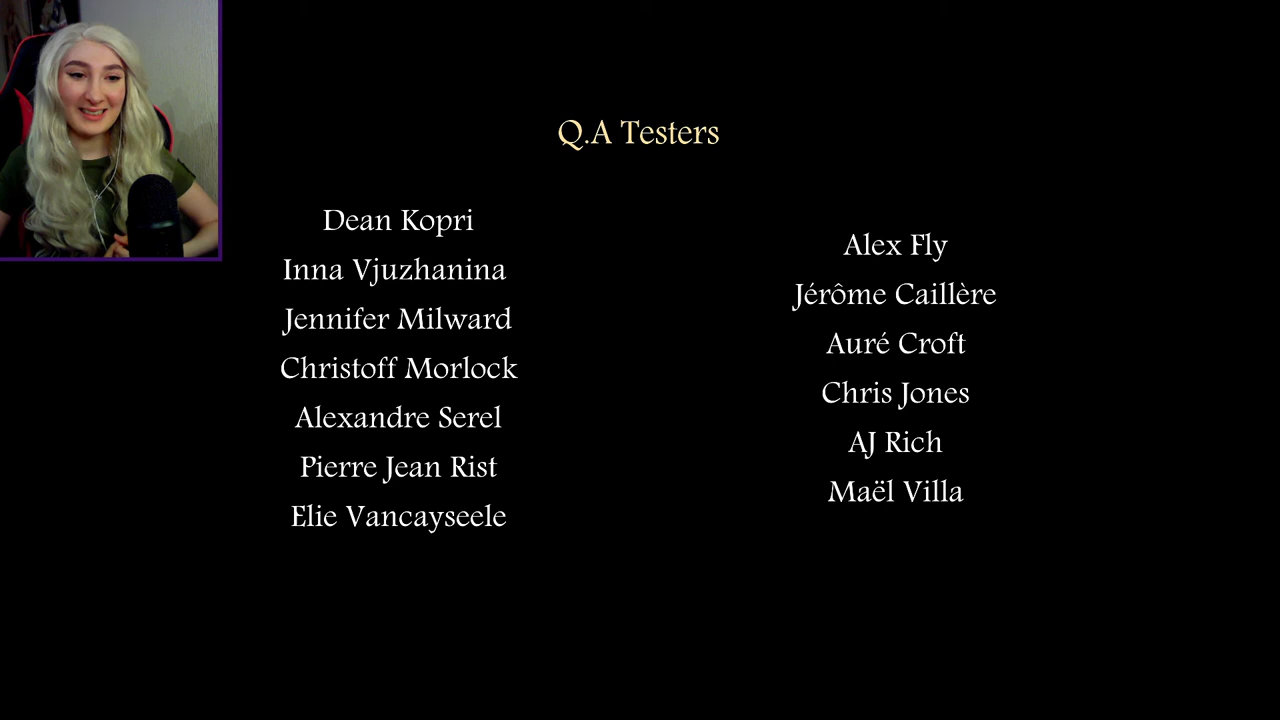 Q.A Testers
Dean Kopri
Inna Vjuzhanina
Jennifer Milward
Christoff Morlock
Alexandre Serel
Pierre Jean Rist
Elie Vancayseele
Alex Fly
Jérôme Caillère
Auré Croft
Chris Jones
AJ Rich
Maël Villa